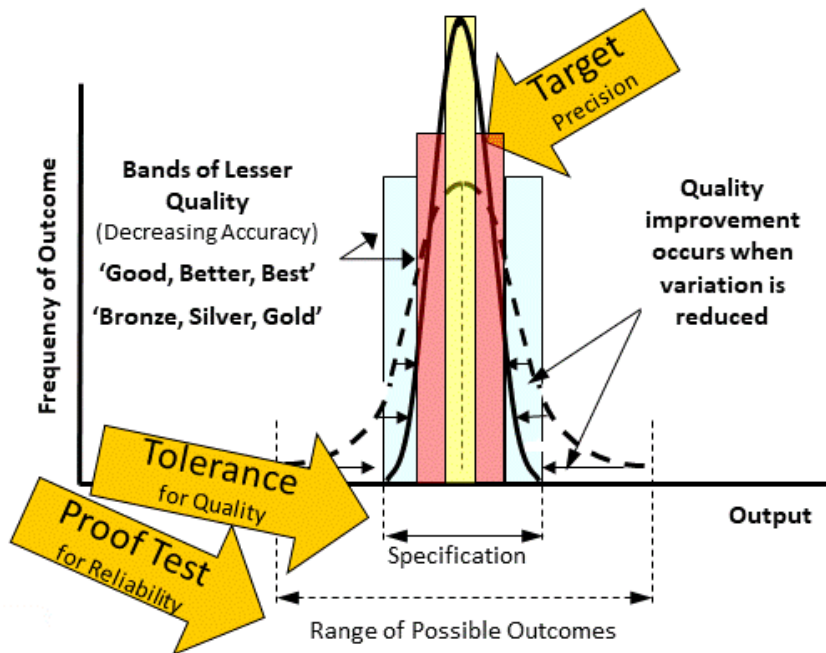 Target
Precision
Bands of Lesser
Quality
(Decreasing Accuracy)
‘Good, Better, Best’
‘Bronze, Silver, Gold’
Quality
improvement
occurs when
variation is
reduced
Frequency of Outcome
Tolerance
for Quality
Proof Test
for Reliability
Output
Specification
Range of Possible Outcomes